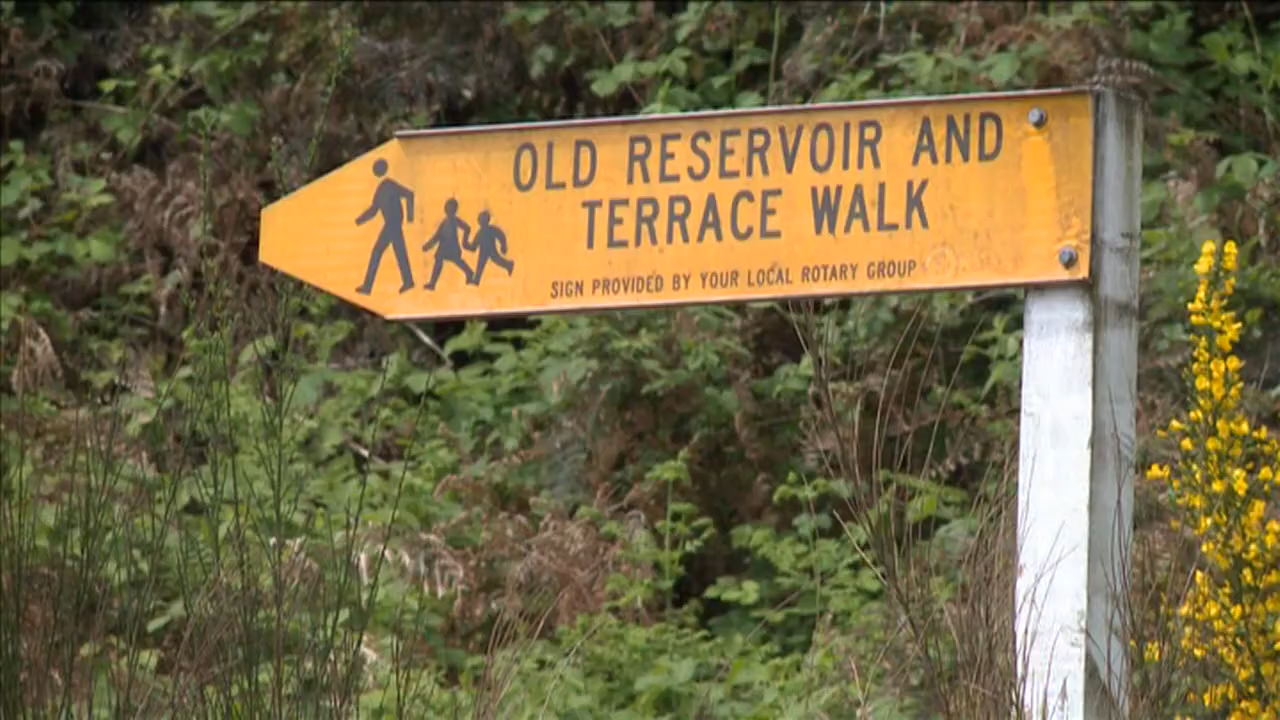 OLD RESERVOIR AND
TERRACE WALK
SIGN PROVIDED BY YOUR LOCAL ROTARY GROUP